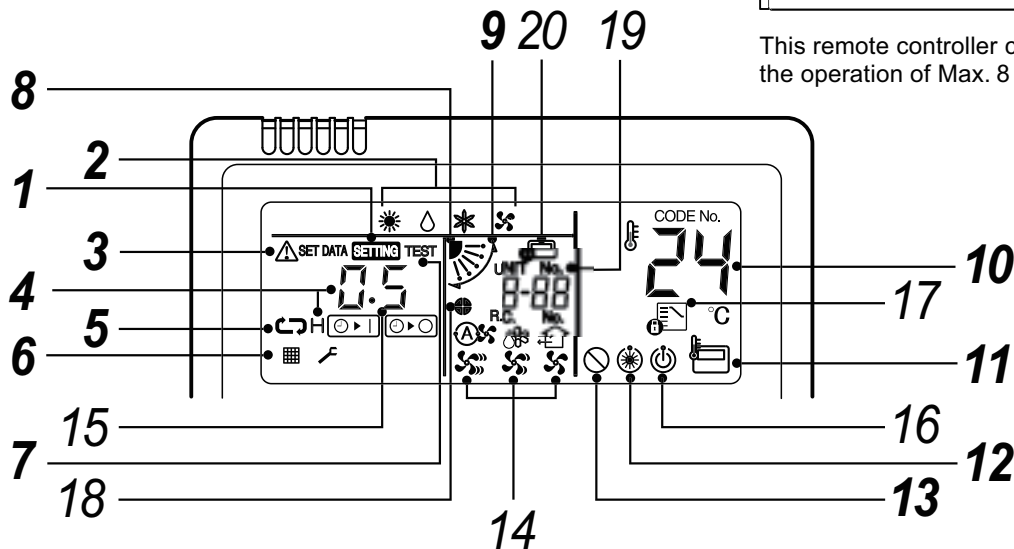 9 20 19
This remote controller c
the operation of Max. 8
8
2
1
CODE No.
3 SET DATA SETTING TEST
UNIT No.
24 10
4 0.5
8-88
17
R.C. No.
°C
5 H
A
6
11
15
16
7
12
18
13
14